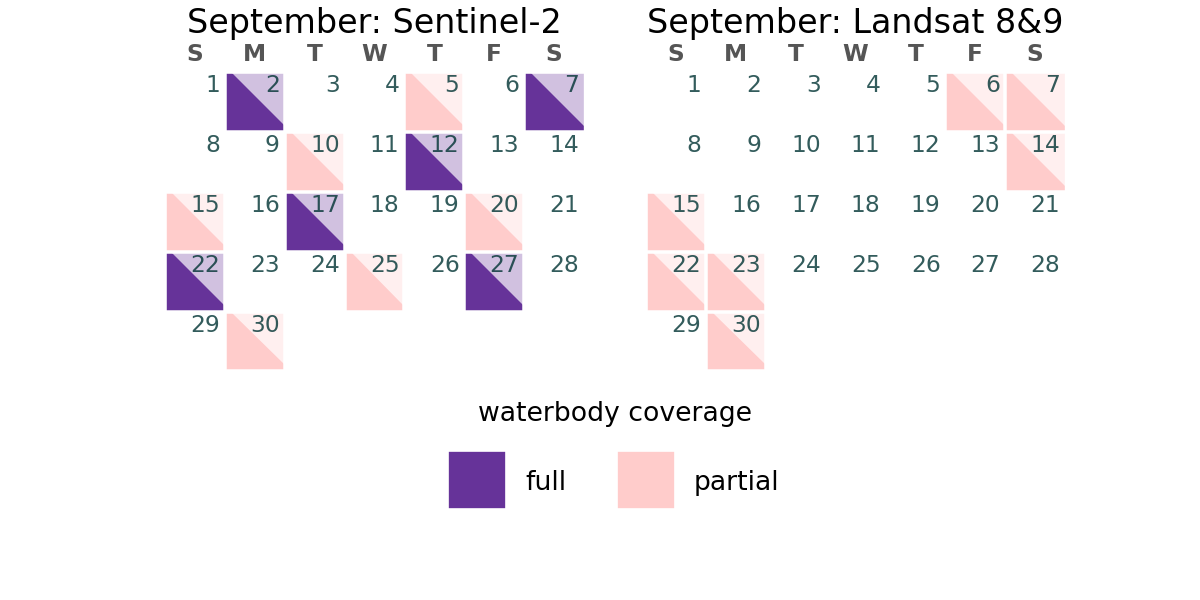 September: Sentinel-2
S M T W T F S
1 2 3 4 5 6 7
8 9 10 11 12 13 14
15 16 17 18 19 20 21
22 23 24 25 26 27 28
29 30
September: Landsat 8&9
S M T W T F S
1 2 3 4 5 6 7
8 9 10 11 12 13 14
15 16 17 18 19 20 21
22 23 24 25 26 27 28
29 30
waterbody coverage
full
partial